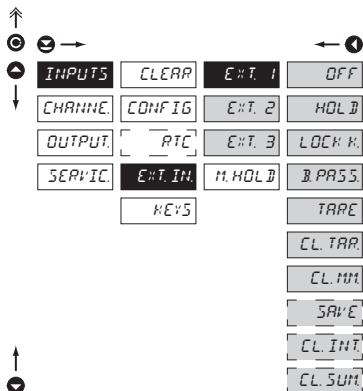 INPUTS CLEAR EXT. 1 OFF
CHANNE. CONFIG EXT. 2 HOLD
OUTPUT. RTC EXT. 3 LOCK K.
SERVIC. EXT. IN. M. HOLD B. PASS.
KEYS TARE
CL. TAR.
CL. MM.
SAVE
CL. INT.
CL. SUM.